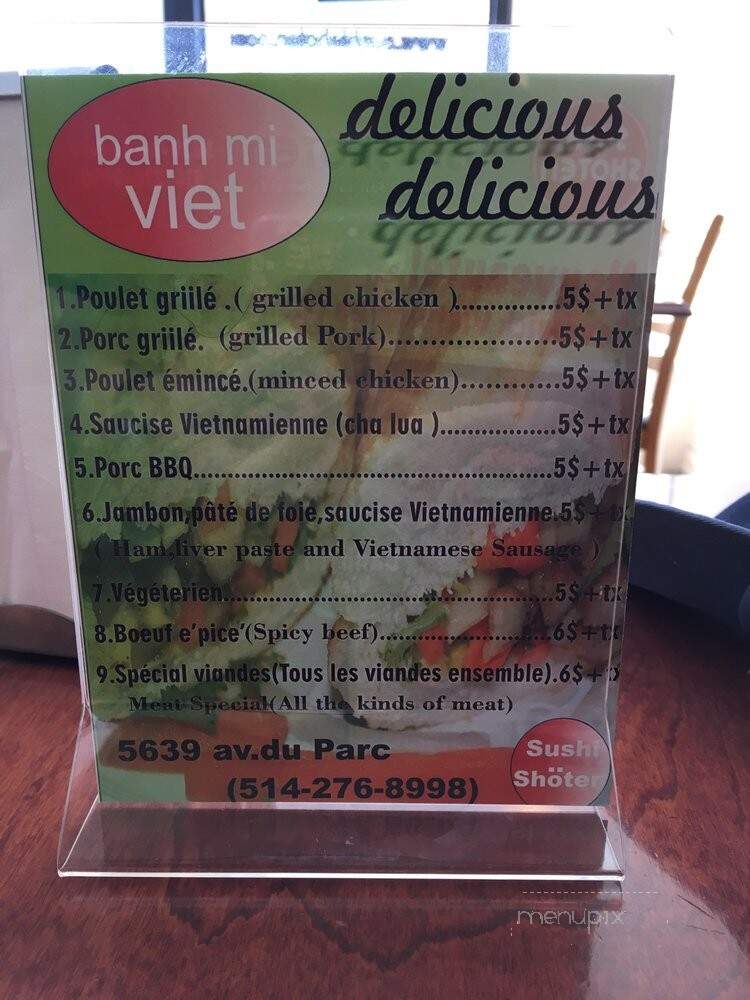 banh mi
viet
delicious
delicious
1.Poulet griilé .( grilled chicken )..............5$+tx
2.Porc griilé. (grilled Pork)......................5$+tx
3.Poulet émincé.(minced chicken).............5$+tx
4.Saucise Vietnamienne (cha lua ).................5$+tx
5.Porc BBQ.....................................................5$+tx
6.Jambon,pâté de foie,saucise Vietnamienne.5$+tx
( Ham,liver paste and Vietnamese Sausage )
7.Végéterien..................................................5$+tx
8.Boeuf e'pice'(Spicy beef)..........................6$+tx
9.Spécial viandes(Tous les viandes ensemble).6$+tx
Meat Special(All the kinds of meat)
5639 av.du Parc
(514-276-8998)
Sushi
Shöter
menupix